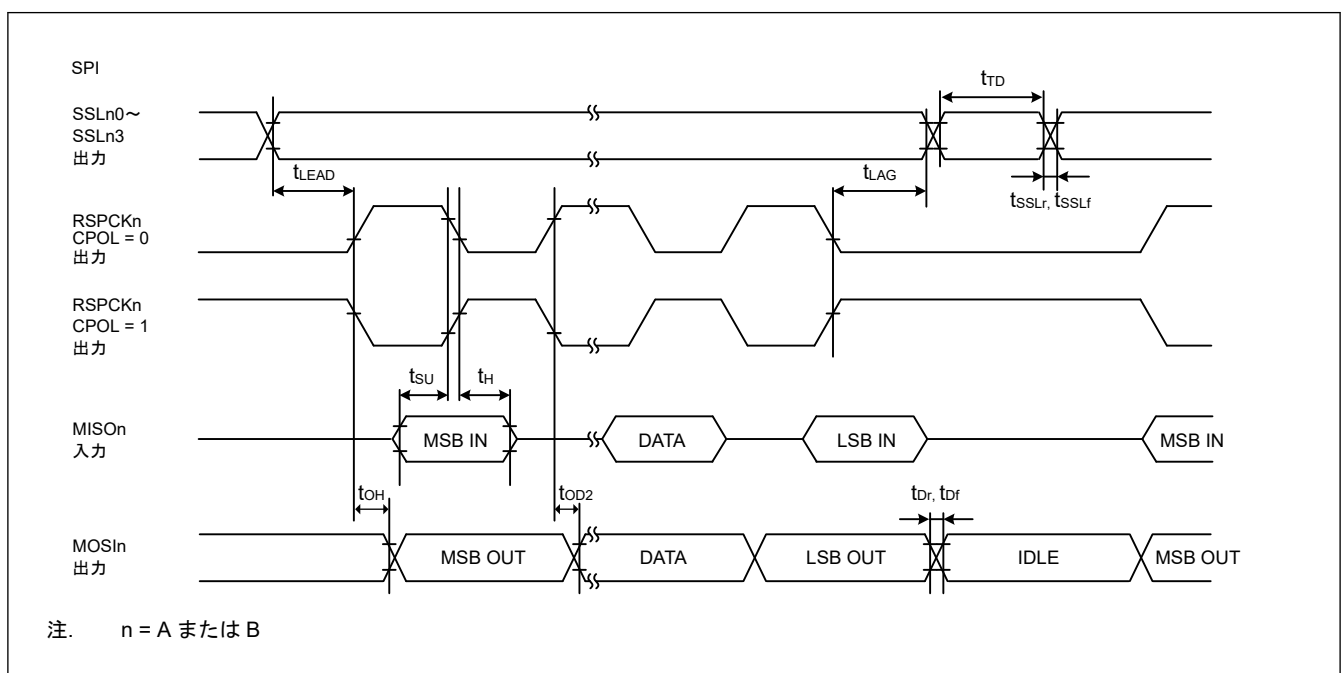 SPI
tTD
SSLn0~
SSLn3
出力
tLEAD
tLAG
tSSLr, tSSLf
RSPCKn
CPOL = 0
出力
RSPCKn
CPOL = 1
出力
tSU
tH
MISOn
入力
MSB IN
DATA
LSB IN
MSB IN
tOH
tOD2
tDr, tDf
MOSIn
出力
MSB OUT
DATA
LSB OUT
IDLE
MSB OUT
注. n = A または B